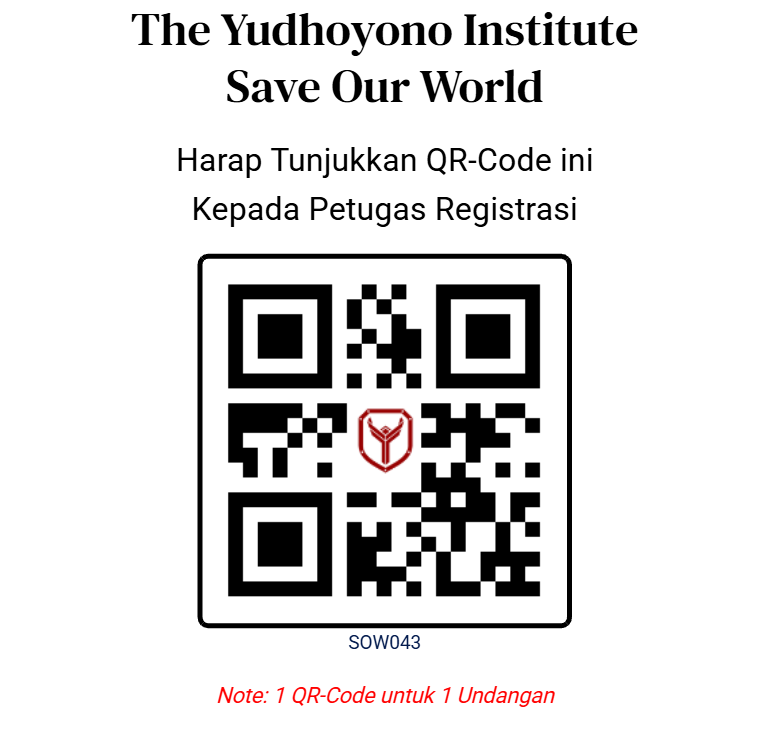 The Yudhoyono Institute
Save Our World
Harap Tunjukkan QR-Code ini
Kepada Petugas Registrasi
SOW043
Note: 1 QR-Code untuk 1 Undangan